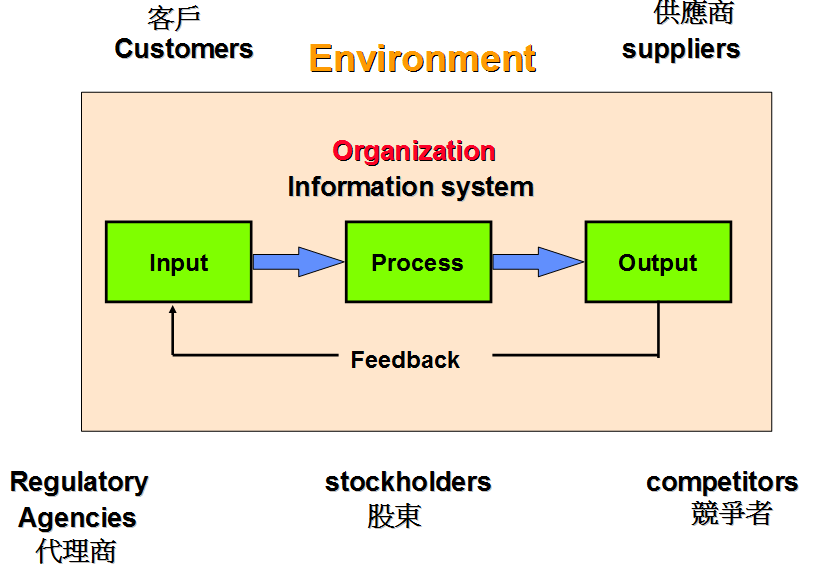 客戶
Customers
Environment
供應商
suppliers
Organization
Information system
Input
Process
Output
Feedback
Regulatory
Agencies
代理商
stockholders
股東
competitors
競爭者